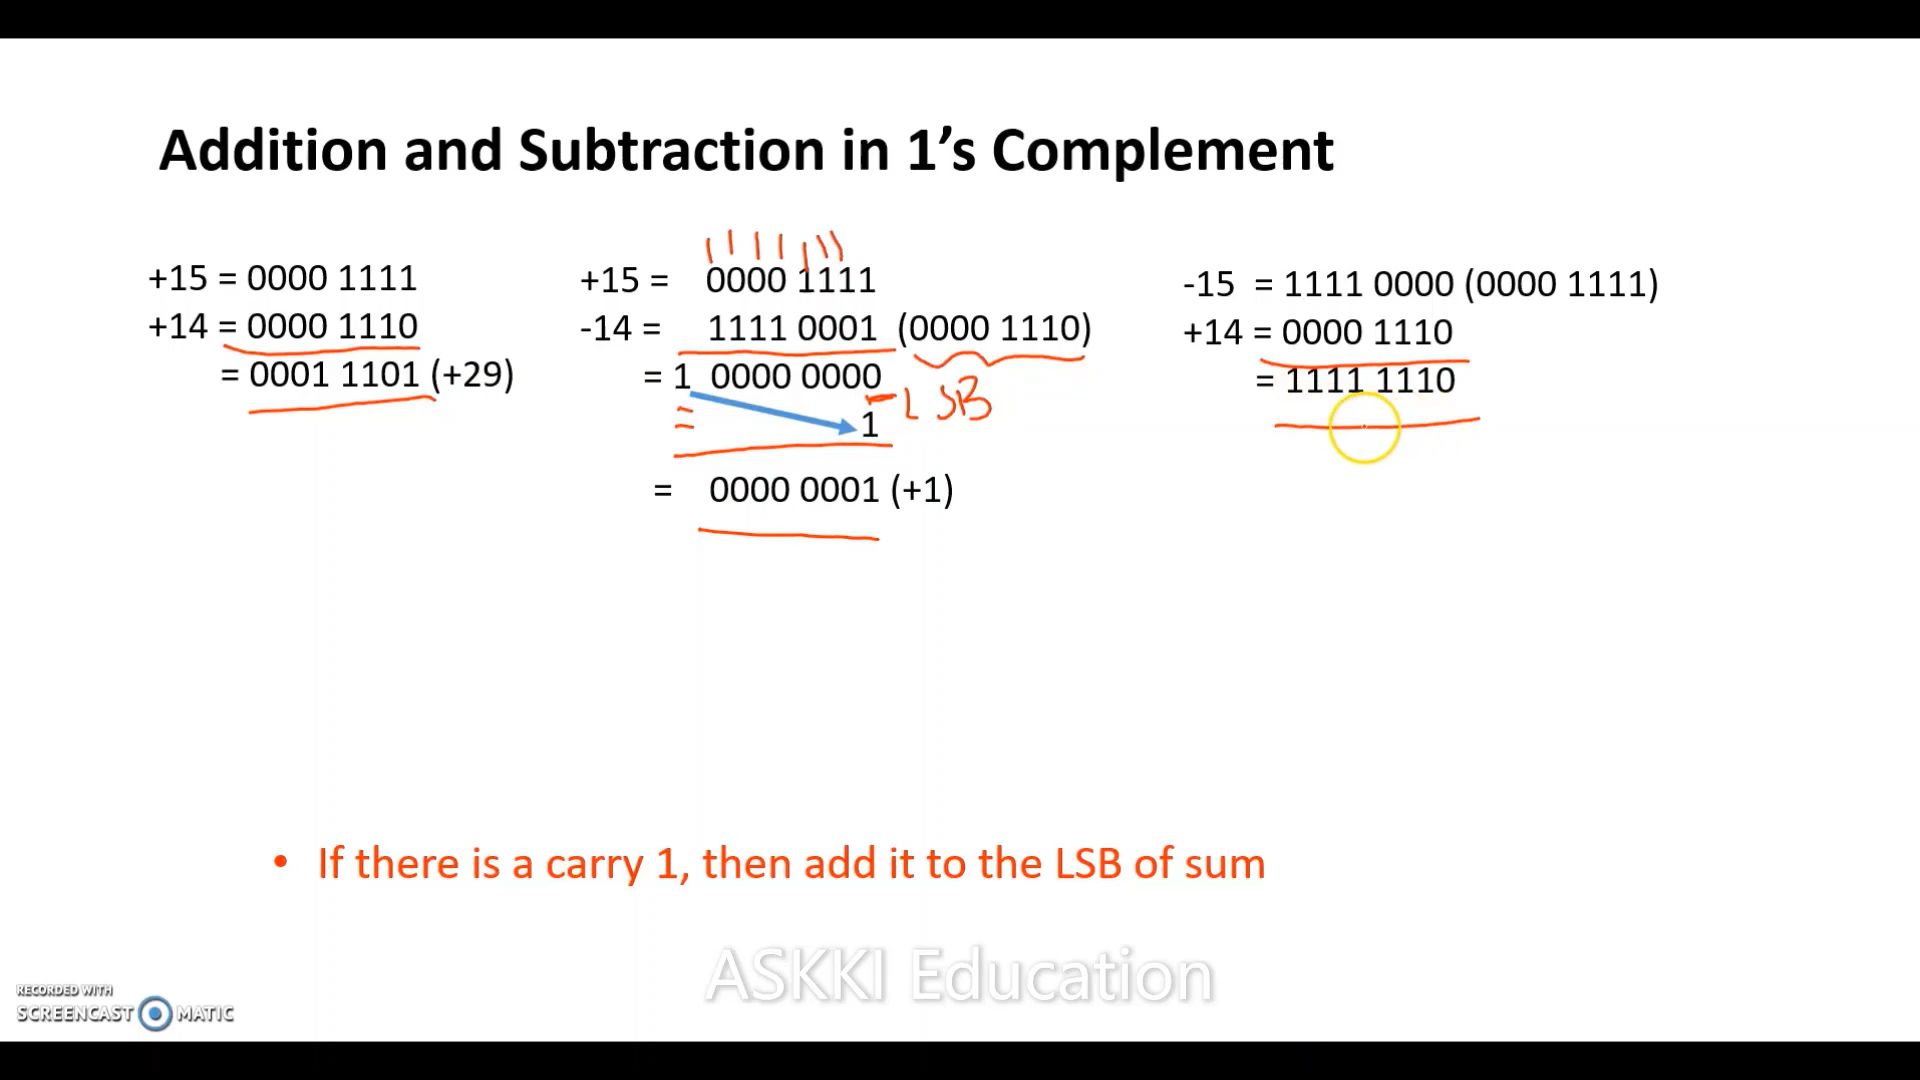 Addition and Subtraction in 1’s Complement
+15 = 0000 1111
+14 = 0000 1110
= 0001 1101 (+29)
+15 = 0000 1111
-14 = 1111 0001 (0000 1110)
= 1 0000 0000
LSB
1
= 0000 0001 (+1)
-15 = 1111 0000 (0000 1111)
+14 = 0000 1110
= 1111 1110
• If there is a carry 1, then add it to the LSB of sum
ASKKI Education
RECORDED WITH
SCREENCAST MATIC